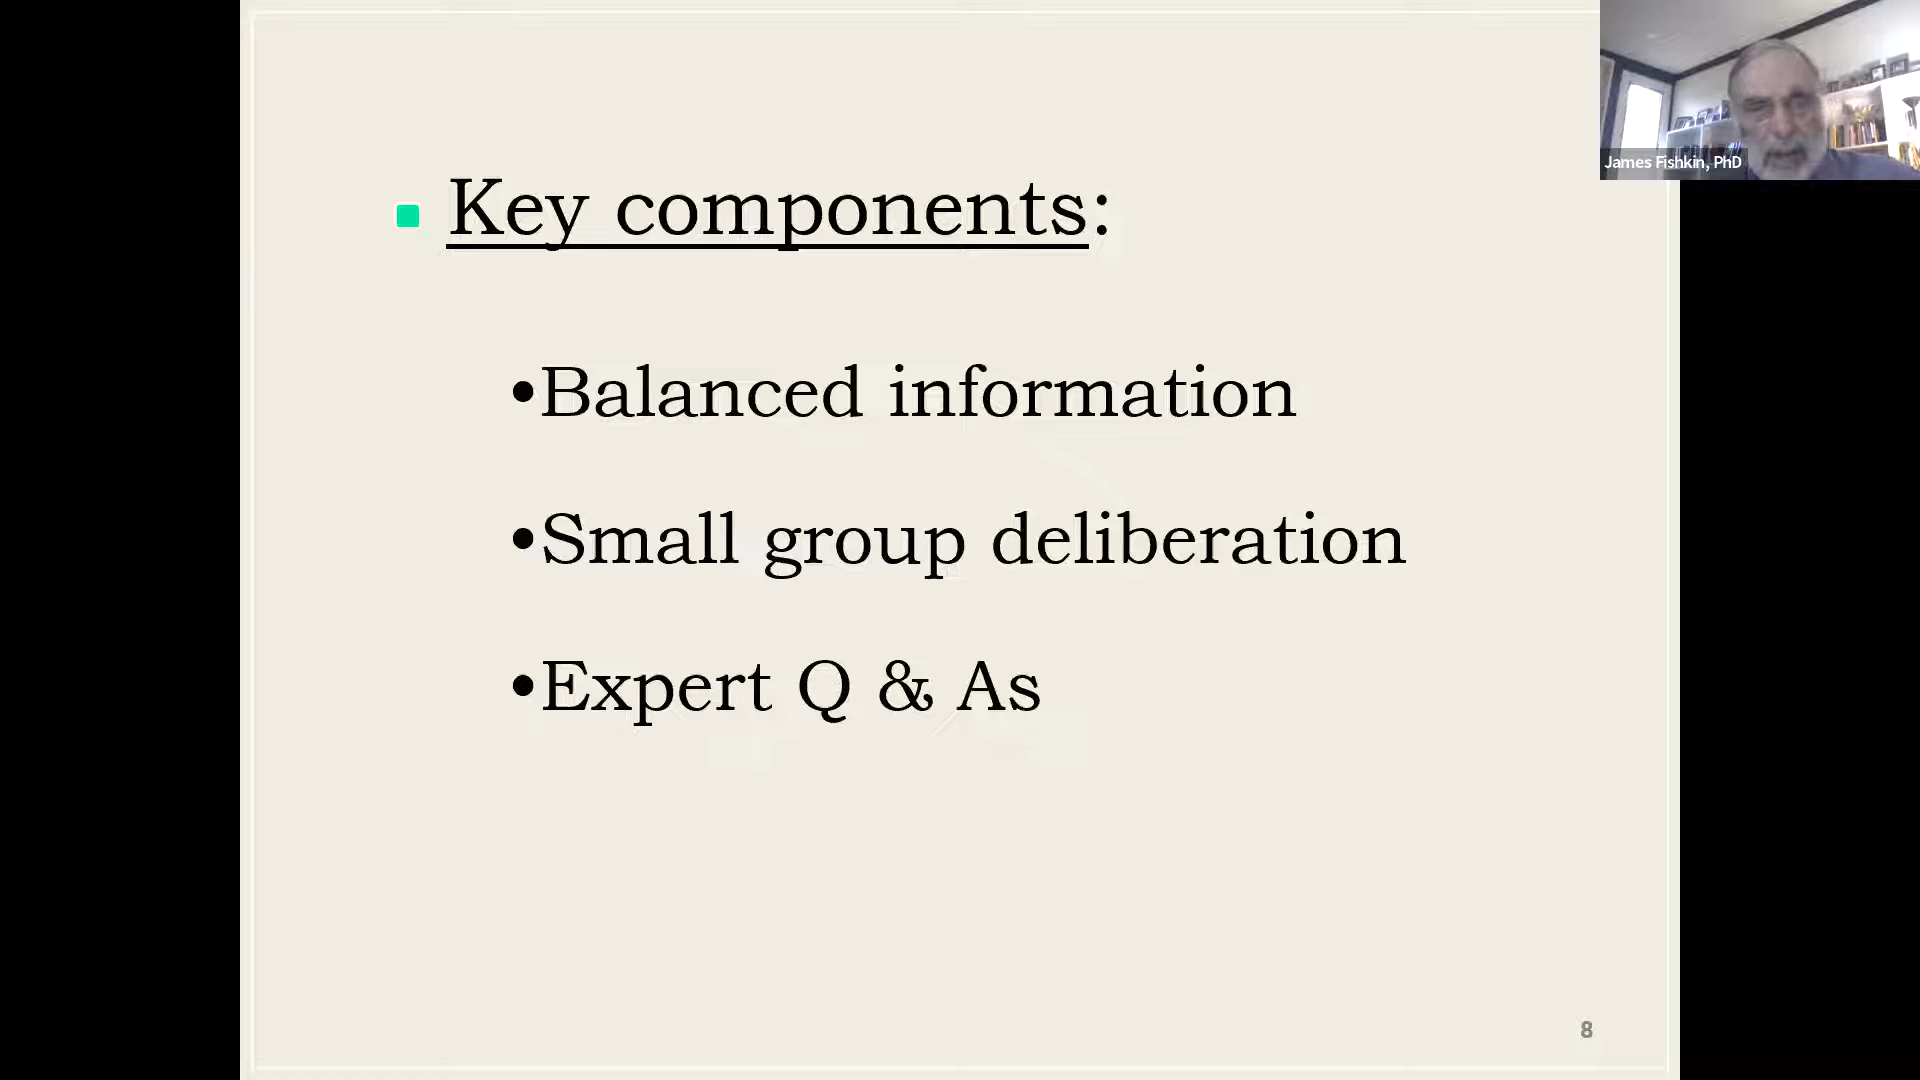 Key components:
•Balanced information
•Small group deliberation
•Expert Q & As
James Fishkin, PhD
8